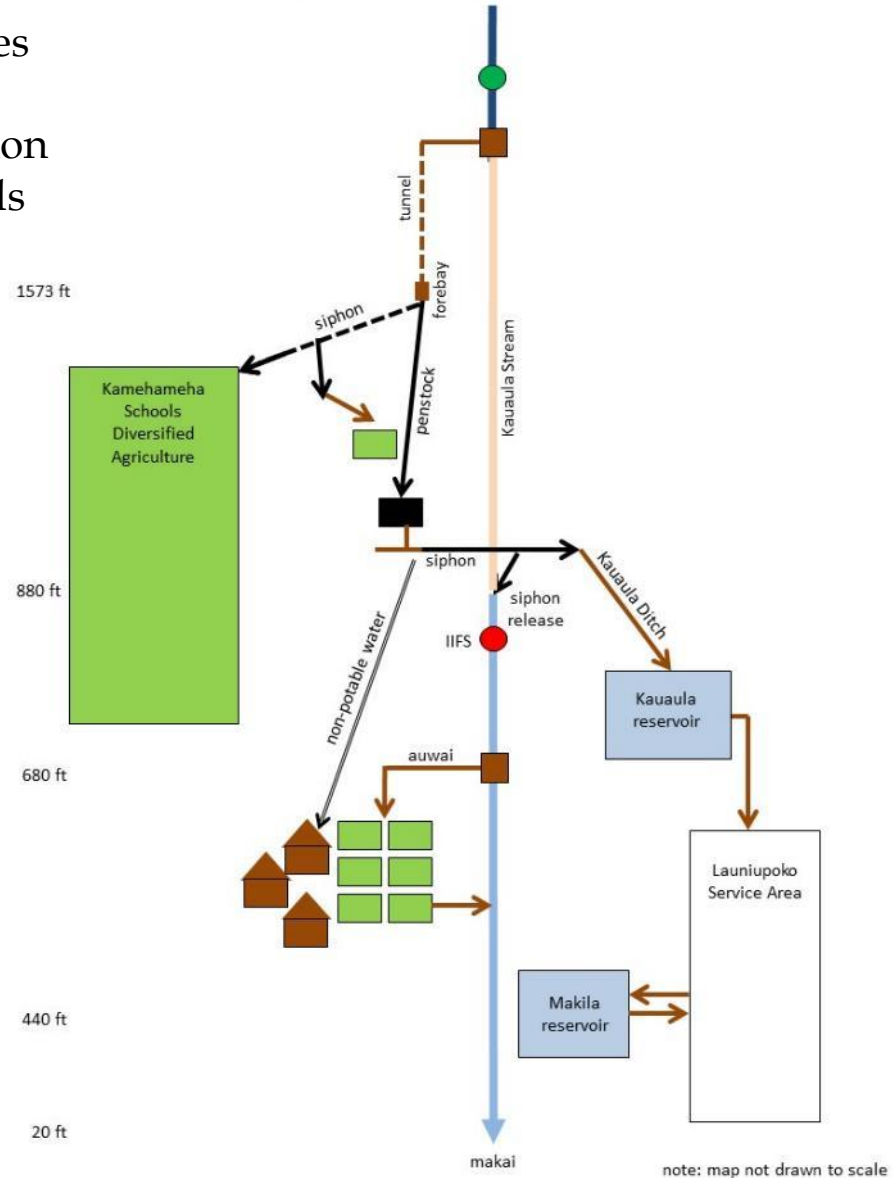 es
on
ls
tunnel
1573 ft
forebay
siphon
Kamehameha
Schools
Diversified
Agriculture
penstock
Kauaula Stream
siphon
880 ft
siphon
release
Kauaula Ditch
IIFS
non-potable water
Kauaula
reservoir
680 ft
auwai
Launiupoko
Service Area
Makila
reservoir
440 ft
20 ft
makai
note: map not drawn to scale